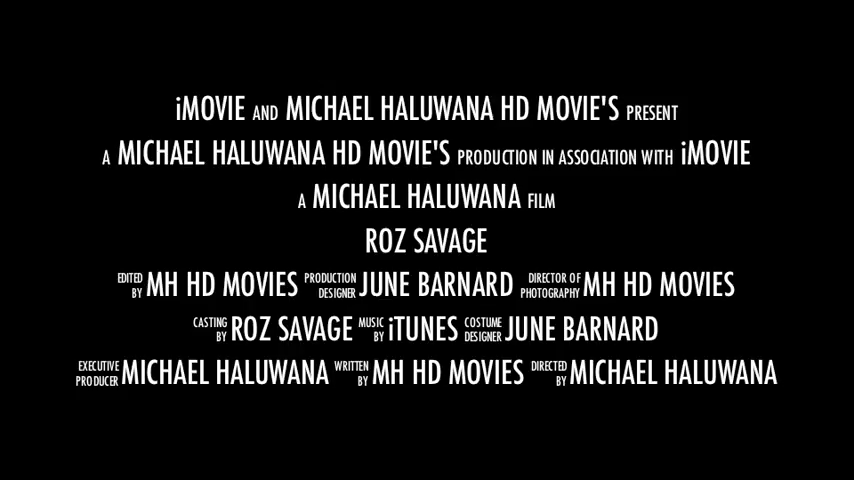 iMOVIE AND MICHAEL HALUWANA HD MOVIE'S PRESENT
A MICHAEL HALUWANA HD MOVIE'S PRODUCTION IN ASSOCIATION WITH iMOVIE
A MICHAEL HALUWANA FILM
ROZ SAVAGE
EDITED BY MH HD MOVIES PRODUCTION DESIGNER JUNE BARNARD DIRECTOR OF PHOTOGRAPHY MH HD MOVIES
CASTING BY ROZ SAVAGE MUSIC BY iTUNES COSTUME DESIGNER JUNE BARNARD
EXECUTIVE PRODUCER MICHAEL HALUWANA WRITTEN BY MH HD MOVIES DIRECTED BY MICHAEL HALUWANA